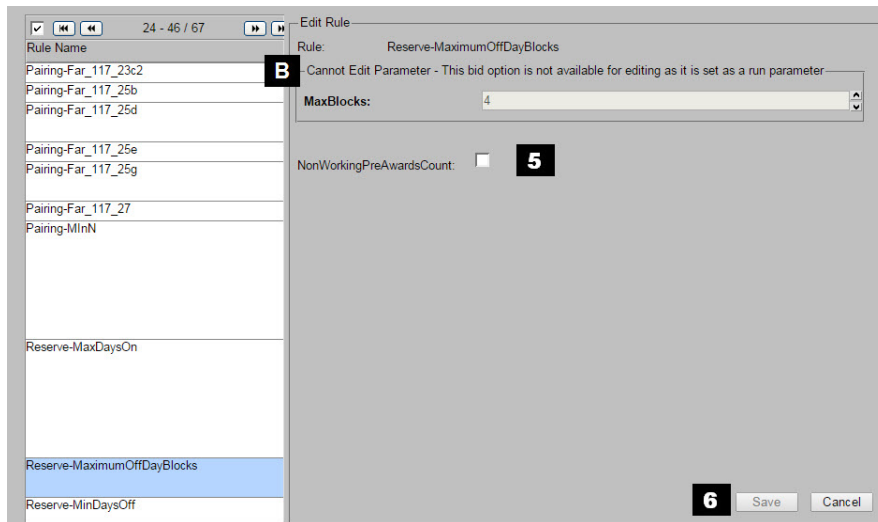 24 - 46 / 67
Rule Name
Pairing-Far_117_23c2
Pairing-Far_117_25b
Pairing-Far_117_25d
Pairing-Far_117_25e
Pairing-Far_117_25g
Pairing-Far_117_27
Pairing-MInN
Reserve-MaxDaysOn
Reserve-MaximumOffDayBlocks
Reserve-MinDaysOff
Edit Rule
Rule: Reserve-MaximumOffDayBlocks
B
Cannot Edit Parameter - This bid option is not available for editing as it is set as a run parameter
MaxBlocks: 4
NonWorkingPreAwardsCount: 5
6 Save Cancel